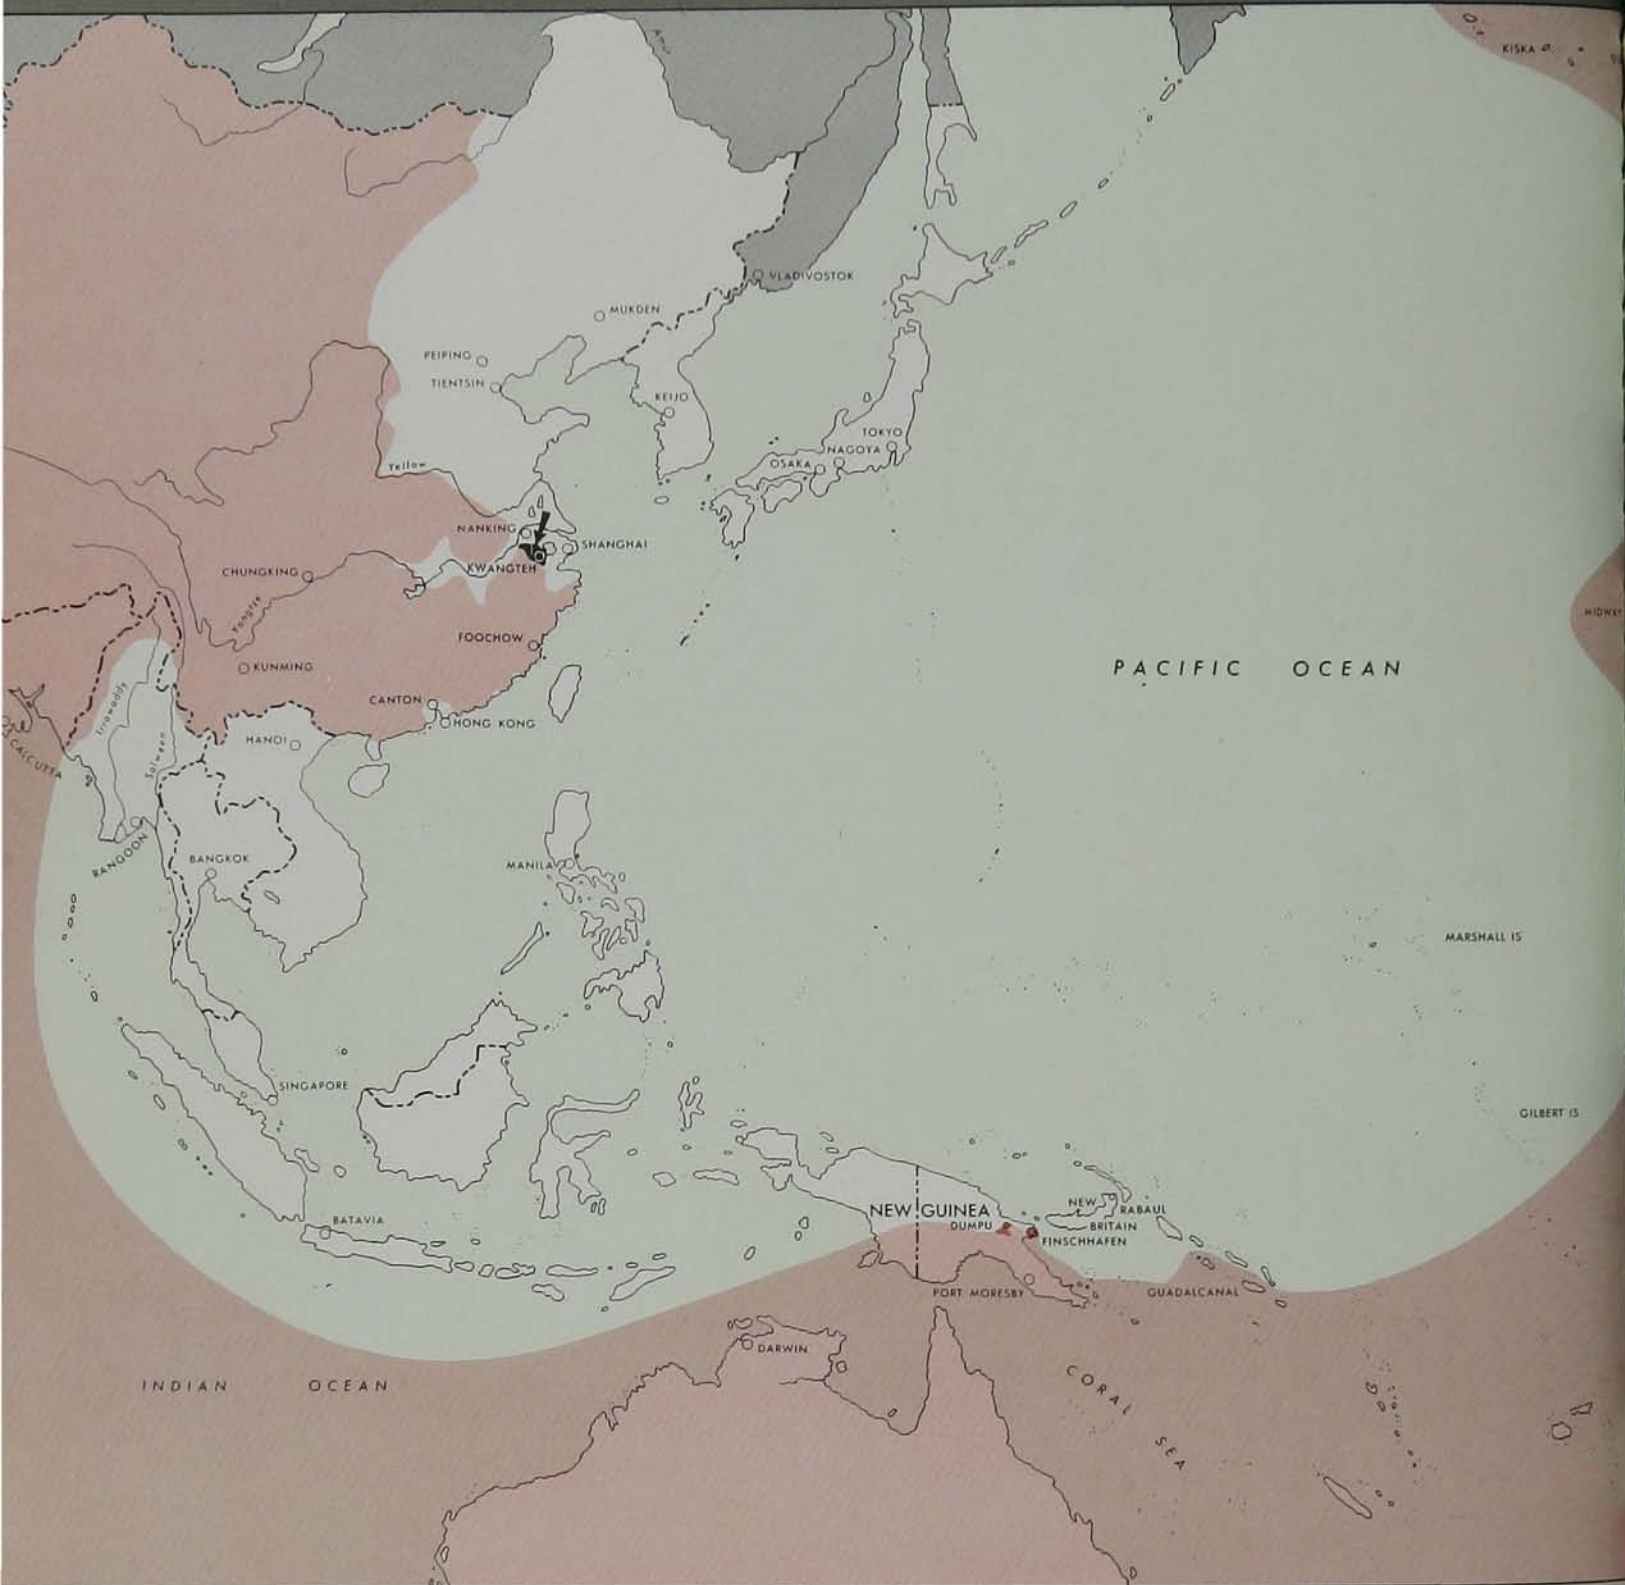 Amur
KISKA
VLADIVOSTOK
MUKDEN
PEIPING
TIENTSIN
KEIJO
TOKYO
NAGOYA
OSAKA
Yellow
NANKING
SHANGHAI
KWANGTEH
CHUNGKING
Yangtze
MIDWAY
FOOCHOW
KUNMING
PACIFIC OCEAN
CANTON
HONG KONG
Irrawaddy
Salween
HANOI
CALCUTTA
RANGOON
BANGKOK
MANILA
MARSHALL IS
SINGAPORE
GILBERT IS
NEW GUINEA
NEW
BRITAIN
RABAUL
BATAVIA
DUMPU
FINSCHHAFEN
PORT MORESBY
GUADALCANAL
DARWIN
INDIAN OCEAN
CORAL SEA